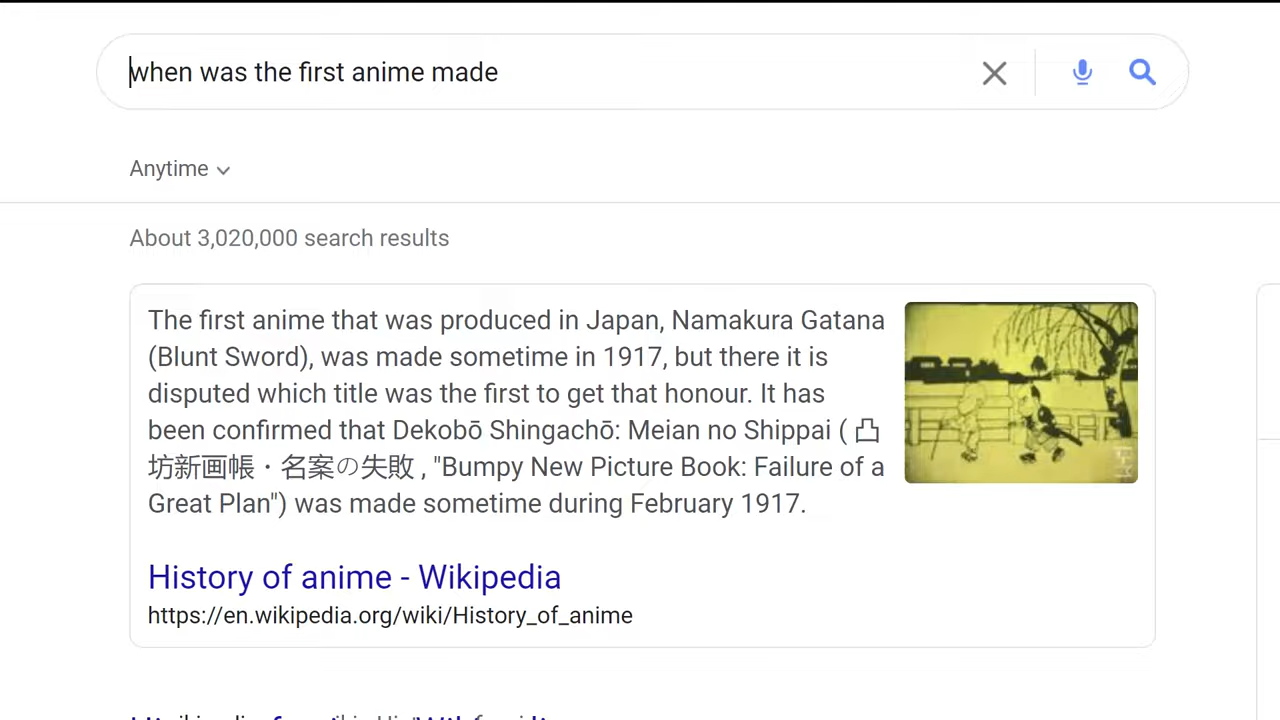 when was the first anime made
Anytime
About 3,020,000 search results
The first anime that was produced in Japan, Namakura Gatana
(Blunt Sword), was made sometime in 1917, but there it is
disputed which title was the first to get that honour. It has
been confirmed that Dekobō Shingachō: Meian no Shippai ( 凸
坊新画帳・名案の失敗 , "Bumpy New Picture Book: Failure of a
Great Plan") was made sometime during February 1917.
History of anime - Wikipedia
https://en.wikipedia.org/wiki/History_of_anime